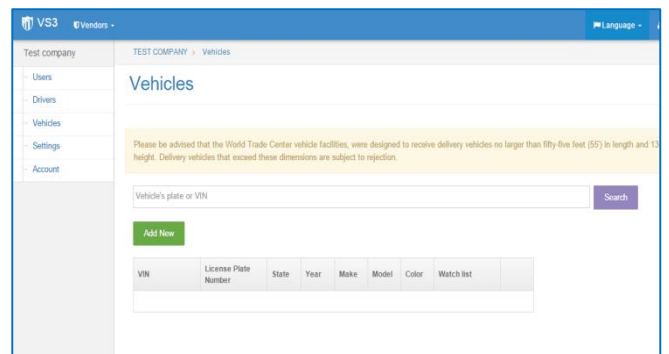 VS3 Vendors
Language
Test company
TEST COMPANY > Vehicles
Users
Drivers
Vehicles
Settings
Account
Vehicles
Please be advised that the World Trade Center vehicle facilities, were designed to receive delivery vehicles no larger than fifty-five feet (55') in length and 13
height. Delivery vehicles that exceed these dimensions are subject to rejection.
Vehicle's plate or VIN
Search
Add New
VIN License Plate Number State Year Make Model Color Watch list